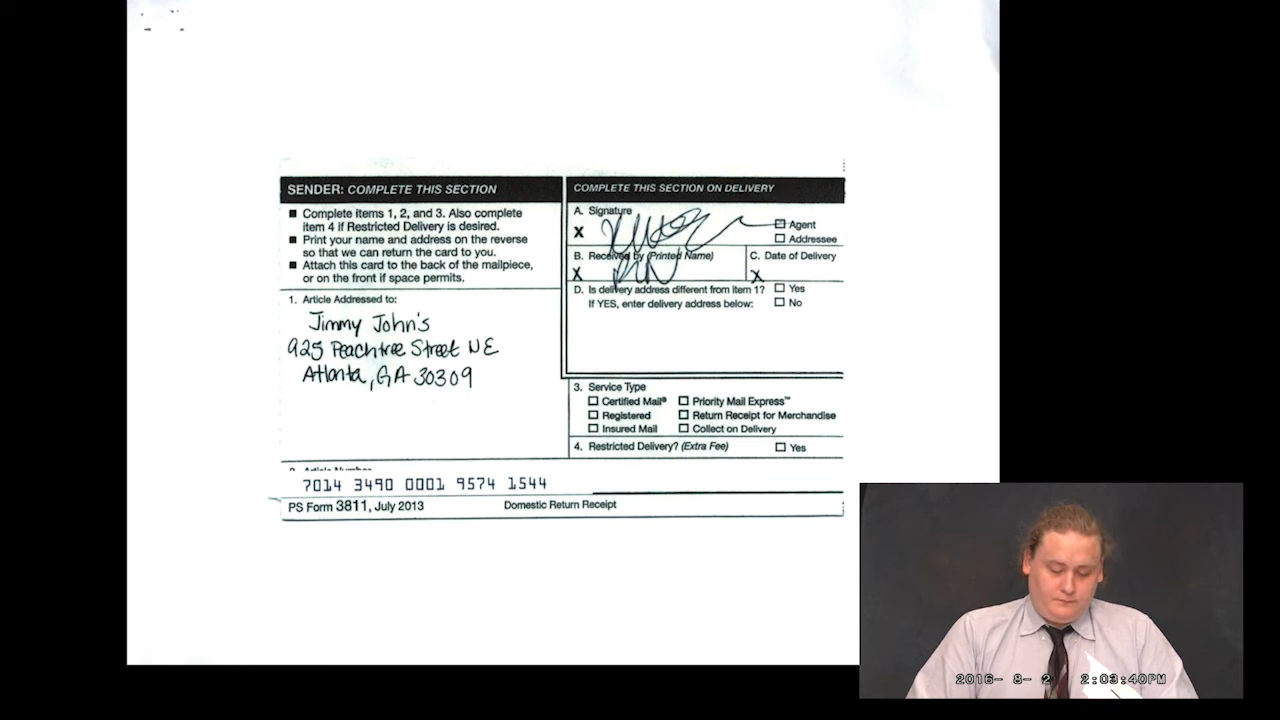 SENDER: COMPLETE THIS SECTION
■ Complete items 1, 2, and 3. Also complete
item 4 if Restricted Delivery is desired.
■ Print your name and address on the reverse
so that we can return the card to you.
■ Attach this card to the back of the mailpiece,
or on the front if space permits.
1. Article Addressed to:
Jimmy John's
925 Peachtree Street NE
Atlanta, GA 30309
COMPLETE THIS SECTION ON DELIVERY
A. Signature
X
☐ Agent
☐ Addressee
B. Received by (Printed Name)
C. Date of Delivery
X
X
D. Is delivery address different from item 1? ☐ Yes
If YES, enter delivery address below: ☐ No
3. Service Type
☐ Certified Mail® ☐ Priority Mail Express™
☐ Registered ☐ Return Receipt for Merchandise
☐ Insured Mail ☐ Collect on Delivery
4. Restricted Delivery? (Extra Fee) ☐ Yes
2. Article Number
7014 3490 0001 9574 1544
PS Form 3811, July 2013 Domestic Return Receipt
2016- 8- 2 2:03:40PM